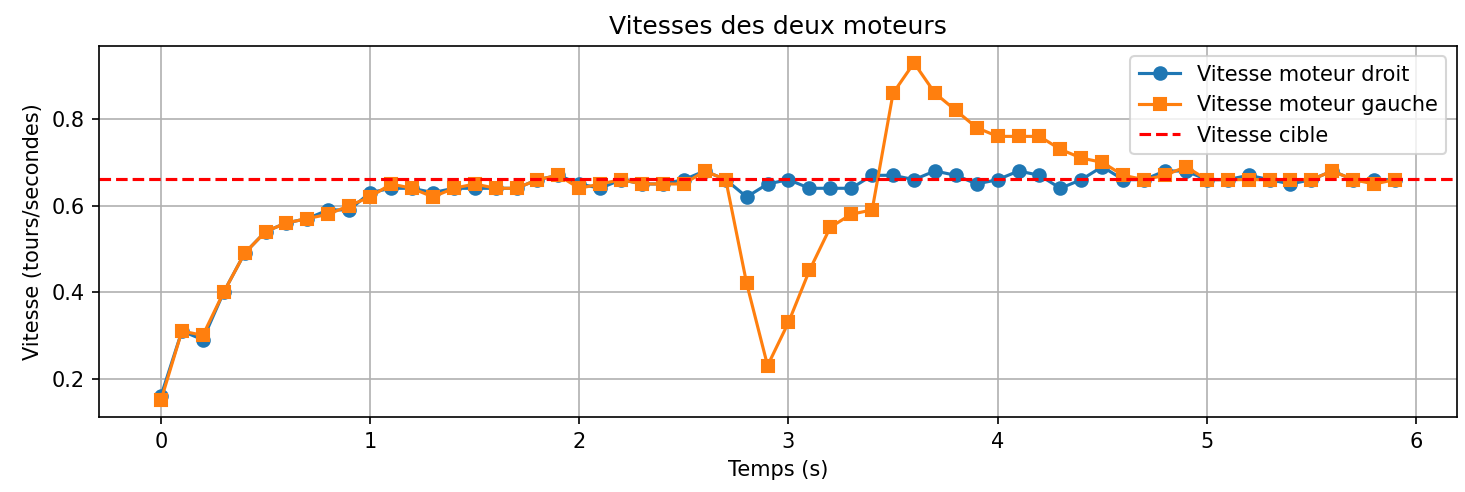 Vitesses des deux moteurs
Vitesse moteur droit
Vitesse moteur gauche
Vitesse cible
Vitesse (tours/secondes)
0.8
0.6
0.4
0.2
0 1 2 3 4 5 6
Temps (s)